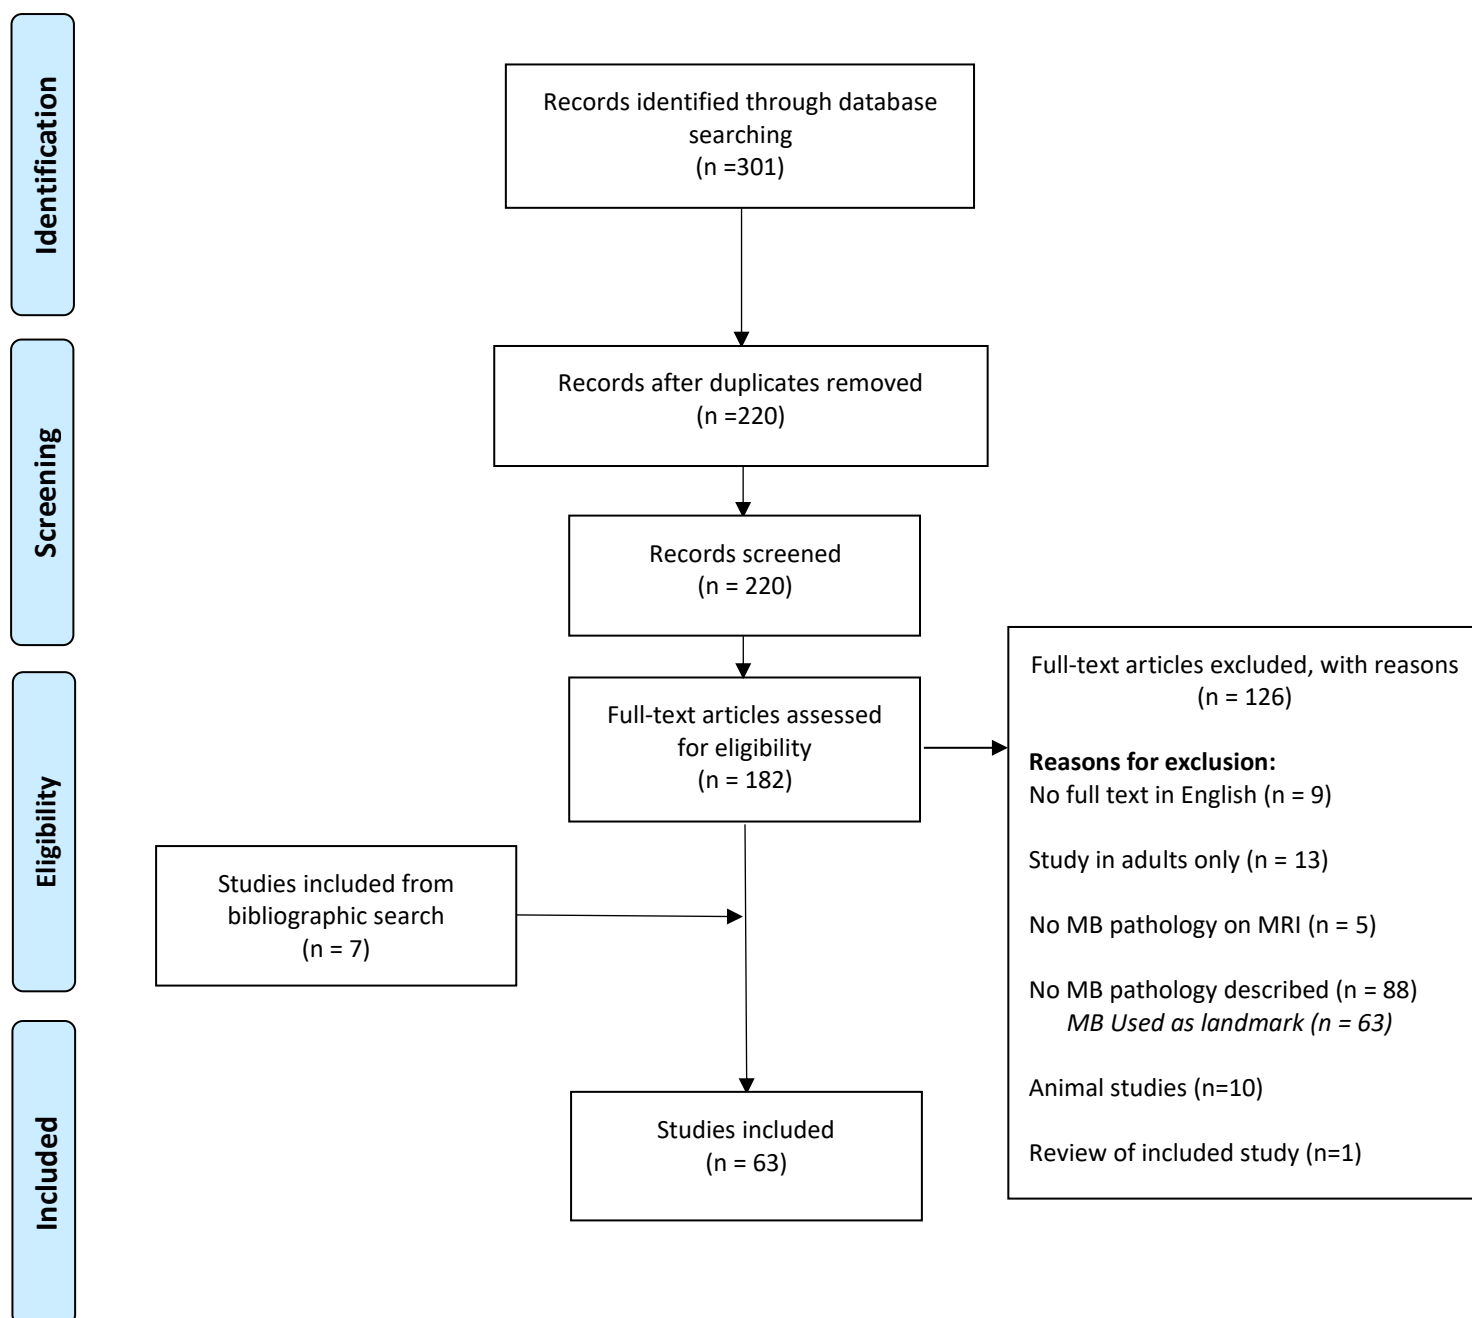 Identification
Records identified through database
searching
(n =301)
Screening
Records after duplicates removed
(n =220)
Records screened
(n = 220)
Eligibility
Full-text articles assessed
for eligibility
(n = 182)
Full-text articles excluded, with reasons
(n = 126)
Reasons for exclusion:
No full text in English (n = 9)
Study in adults only (n = 13)
No MB pathology on MRI (n = 5)
No MB pathology described (n = 88)
MB Used as landmark (n = 63)
Animal studies (n=10)
Review of included study (n=1)
Studies included from
bibliographic search
(n = 7)
Included
Studies included
(n = 63)